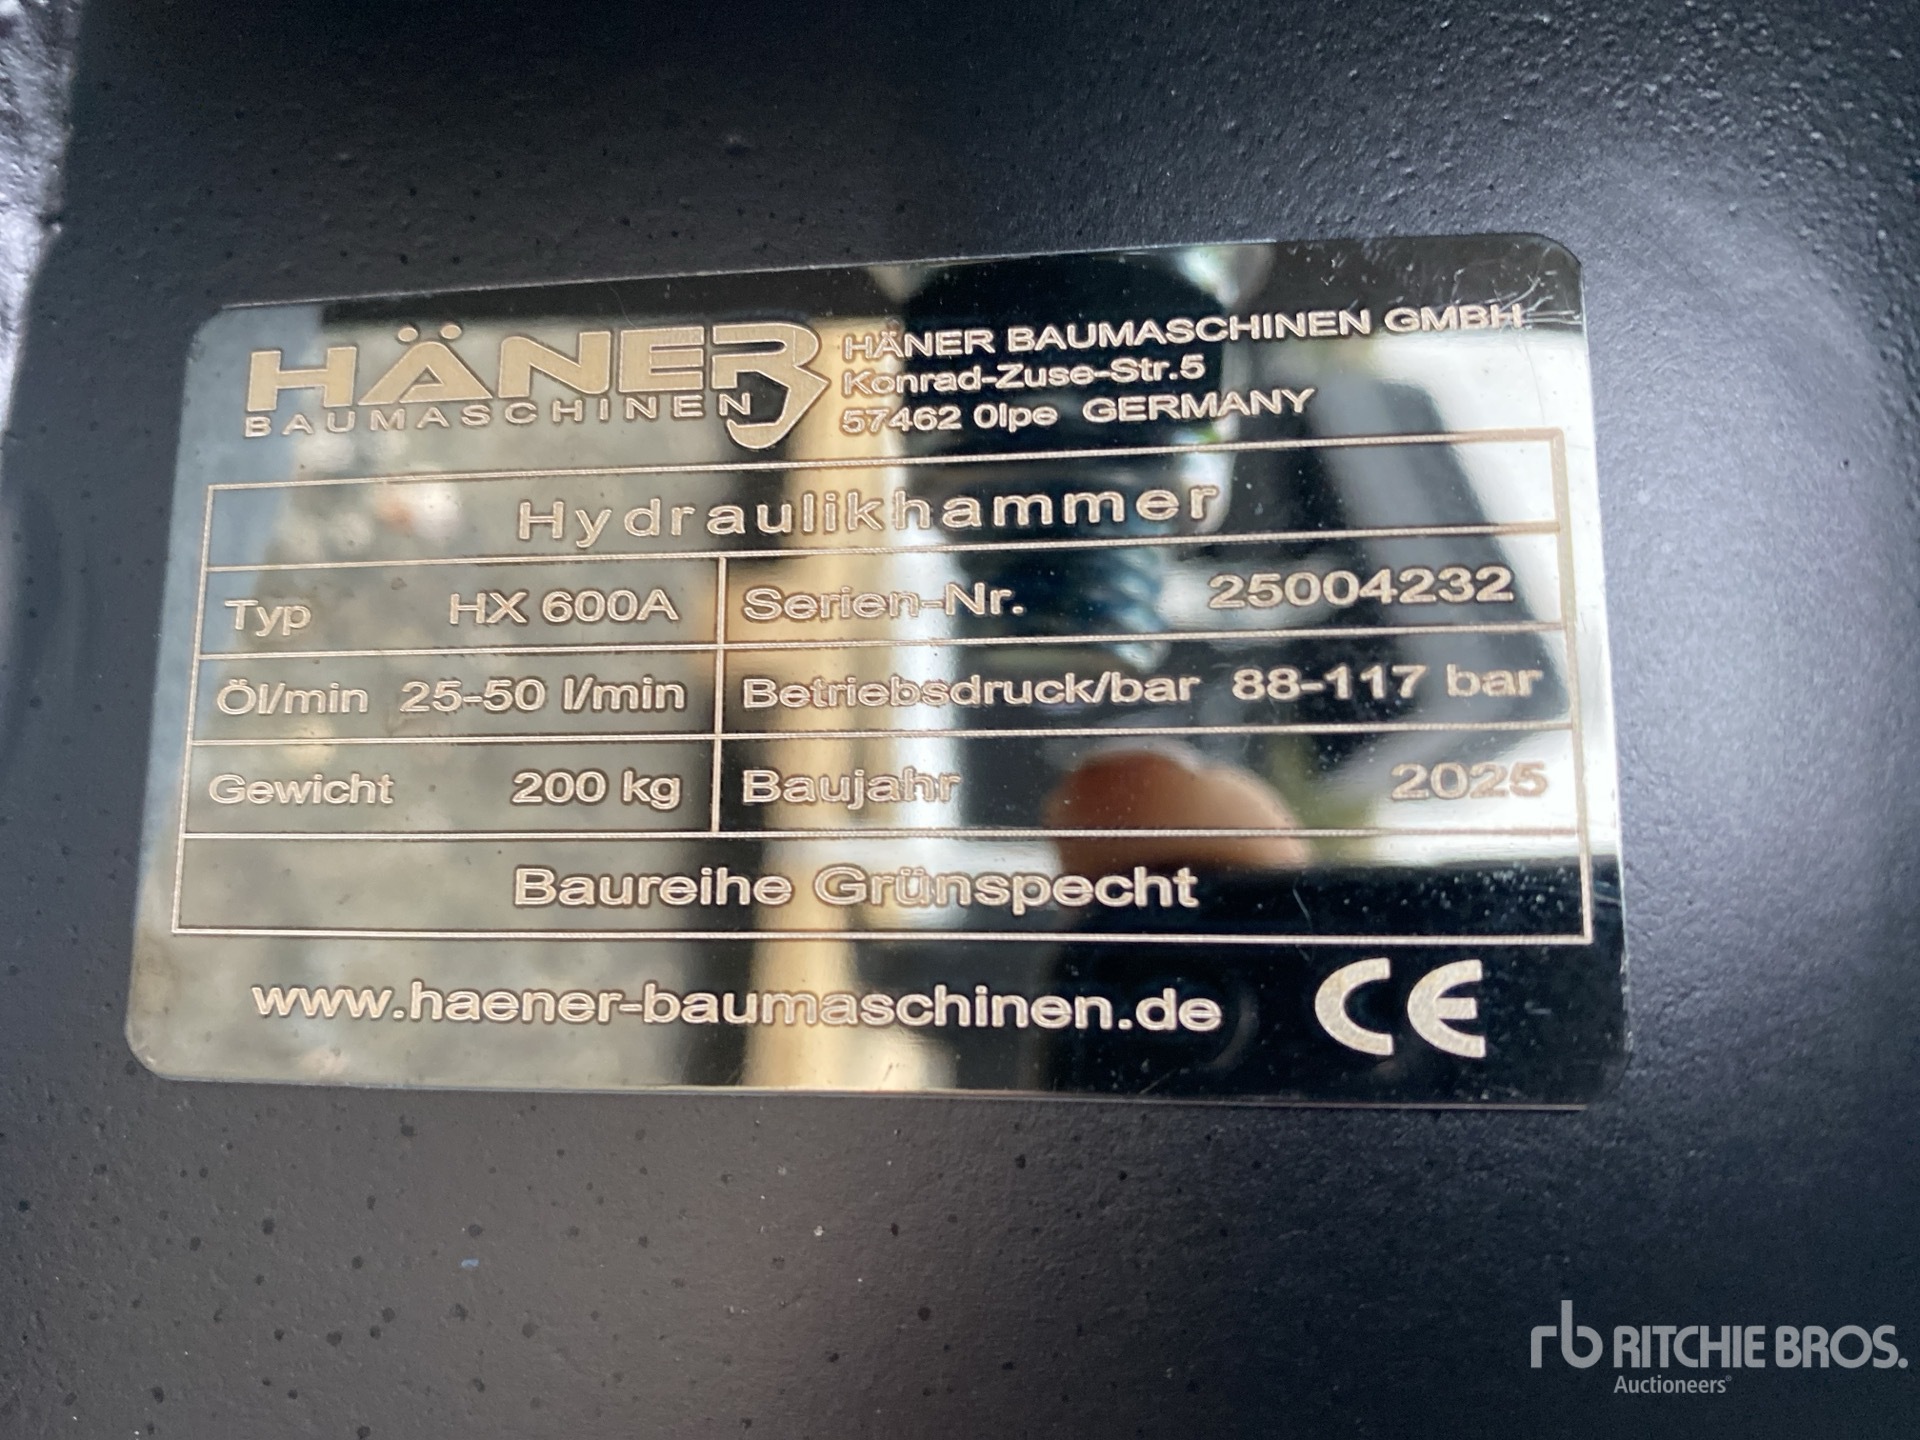 HÄNER
BAUMASCHINEN
HÄNER BAUMASCHINEN GMBH
Konrad-Zuse-Str.5
57462 Olpe GERMANY
Hydraulikhammer
Typ HX 600A Serien-Nr. 25004232
Öl/min 25-50 l/min Betriebsdruck/bar 88-117 bar
Gewicht 200 kg Baujahr 2025
Baureihe Grünspecht
www.haener-baumaschinen.de CE
rb RITCHIE BROS.
Auctioneers®